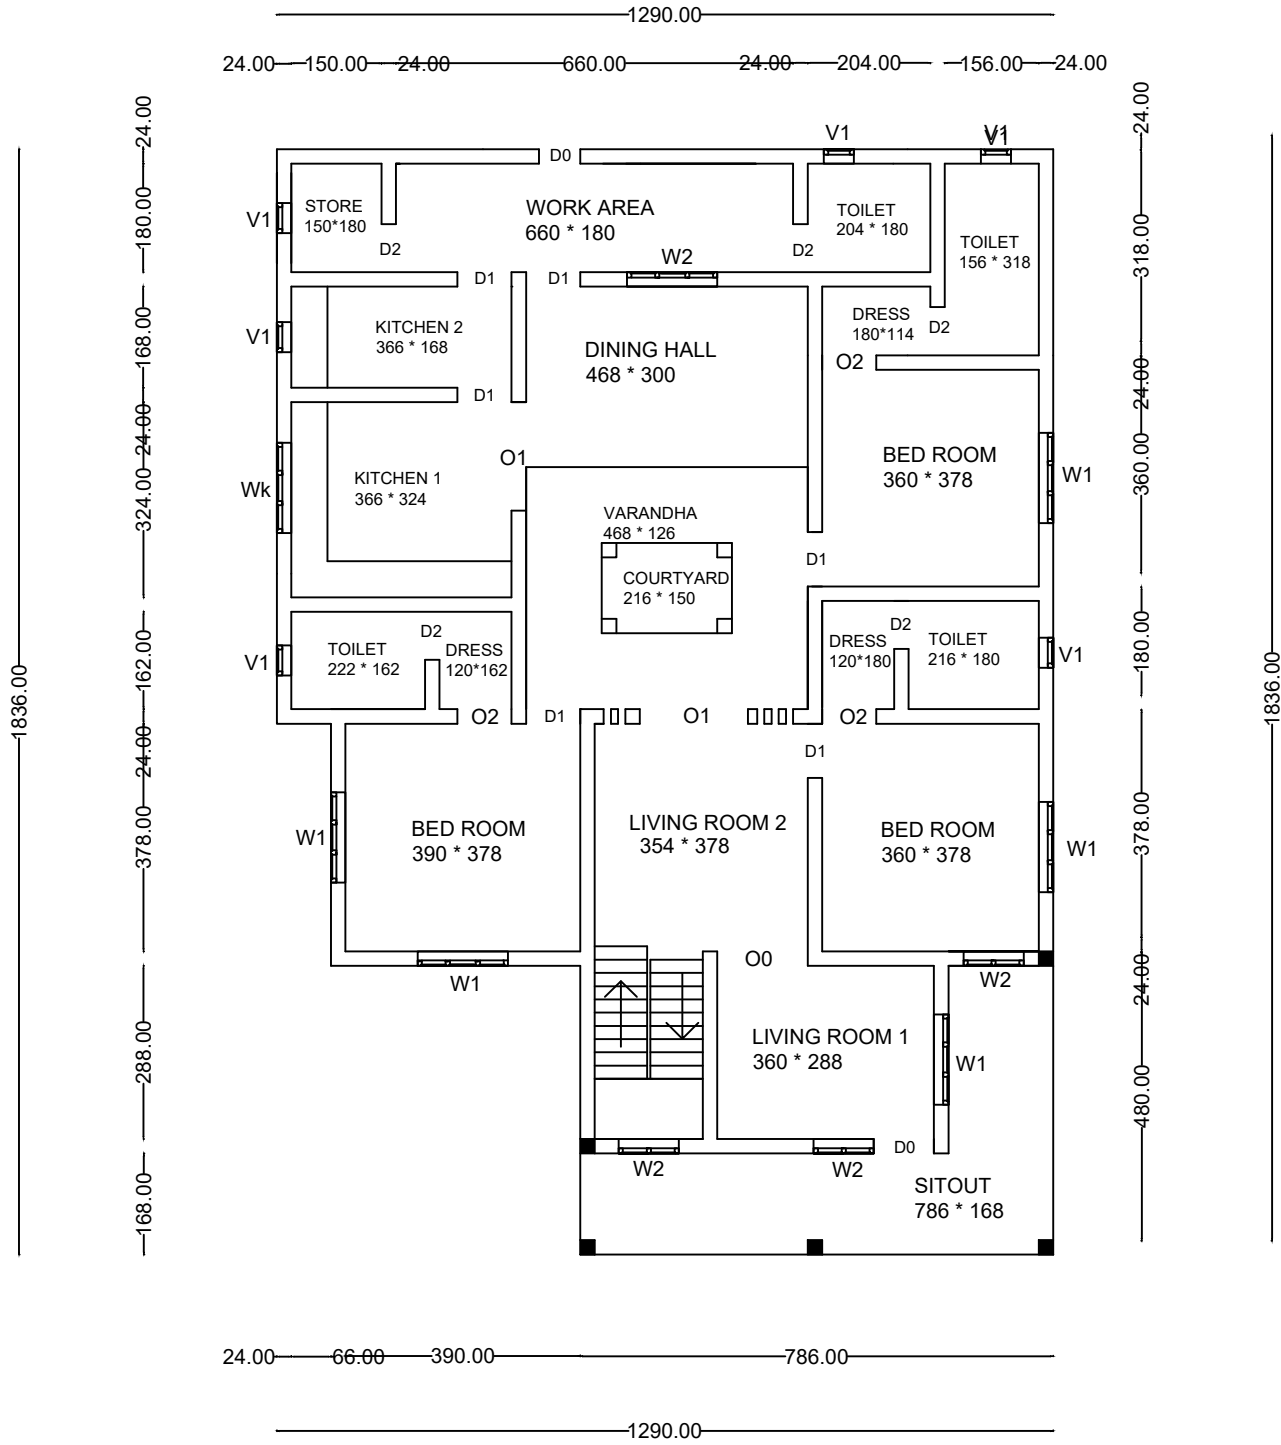 1290.00
24.00 150.00 24.00 660.00 24.00 204.00 156.00 24.00
24.00
24.00
V1
V1
V1
D0
STORE
150*180
WORK AREA
660 * 180
TOILET
204 * 180
TOILET
156 * 318
V1
180.00
318.00
D2
D2
W2
D1
D1
KITCHEN 2
366 * 168
DINING HALL
468 * 300
DRESS
180*114
D2
V1
168.00
O2
24.00
D1
24.00
O1
BED ROOM
360 * 378
W1
360.00
KITCHEN 1
366 * 324
Wk
324.00
VARANDHA
468 * 126
D1
COURTYARD
216 * 150
D2
D2
TOILET
222 * 162
DRESS
120*162
DRESS
120*180
TOILET
216 * 180
V1
V1
162.00
180.00
1836.00
1836.00
O2
D1
O1
O2
D1
24.00
BED ROOM
390 * 378
LIVING ROOM 2
354 * 378
BED ROOM
360 * 378
W1
W1
378.00
378.00
O0
W1
W2
24.00
LIVING ROOM 1
360 * 288
W1
288.00
480.00
D0
W2
W2
SITOUT
786 * 168
168.00
24.00 66.00 390.00 786.00
1290.00